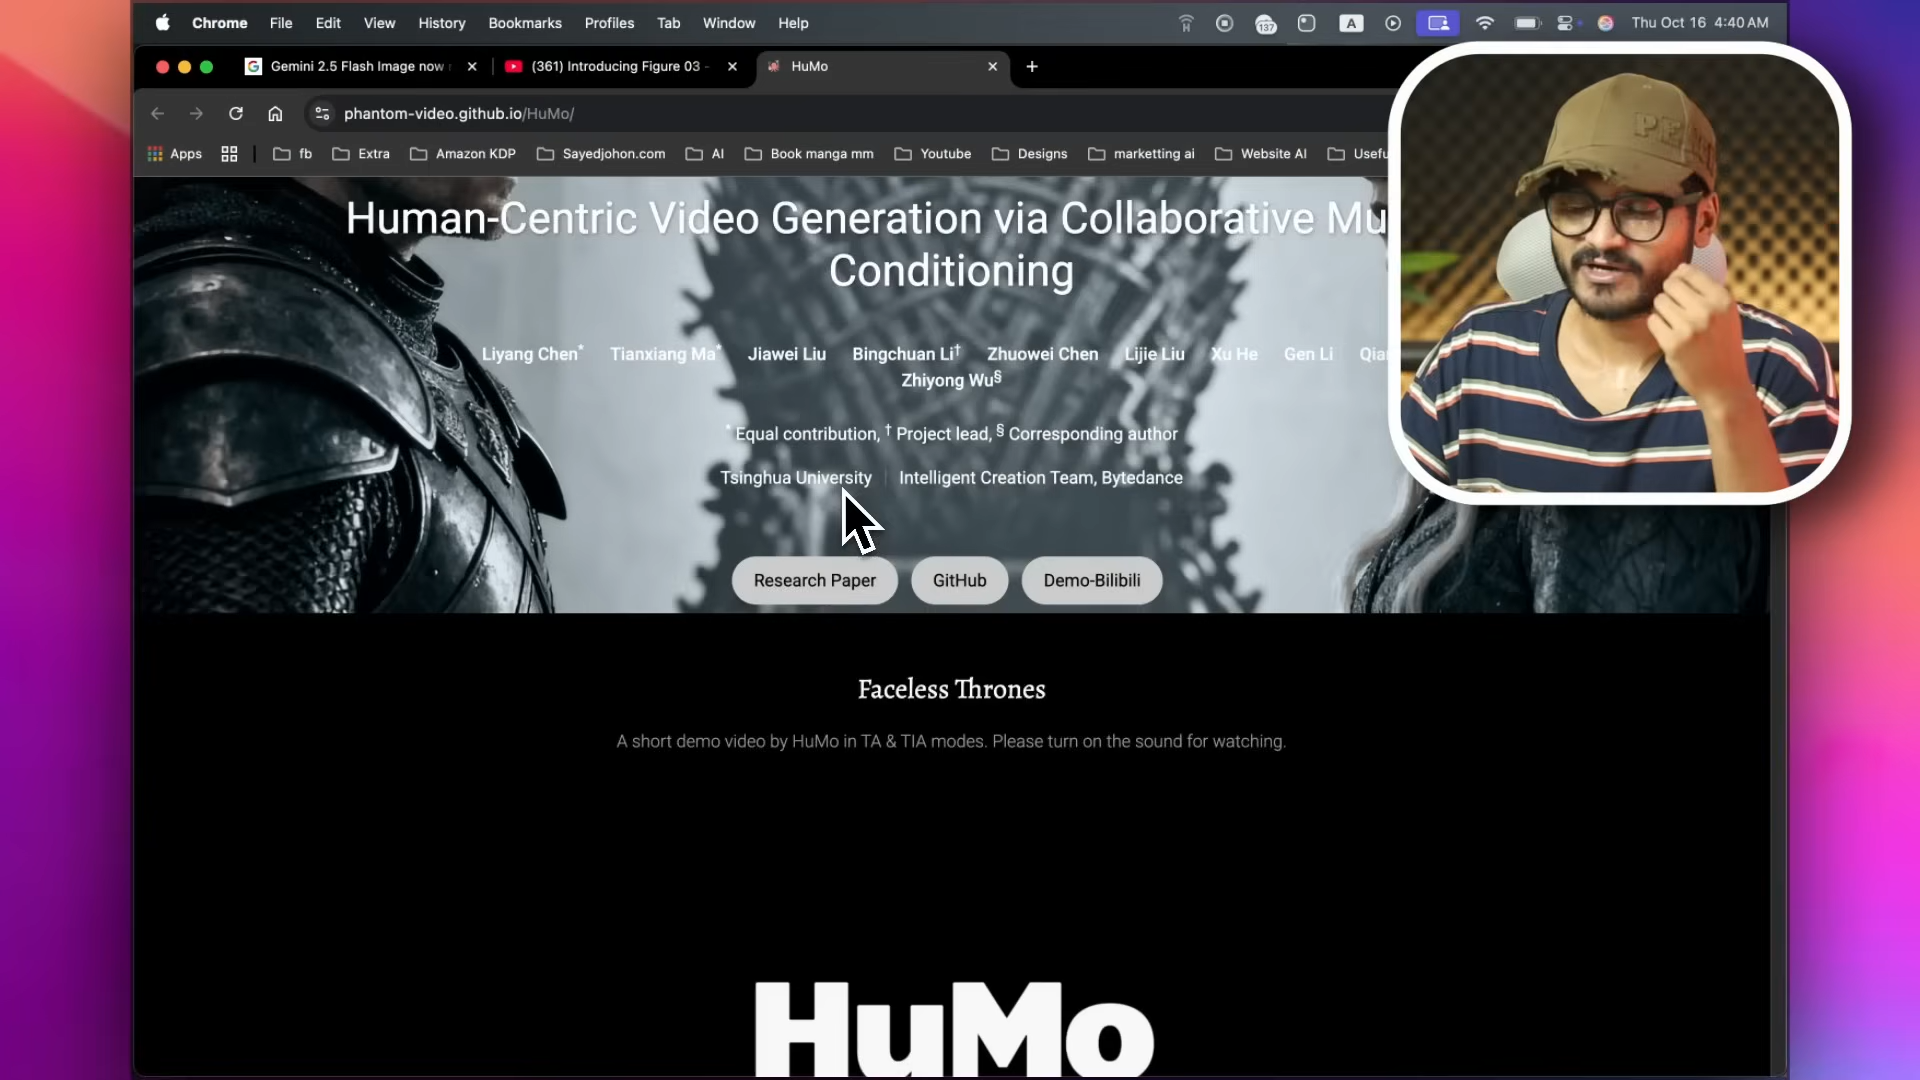 Chrome File Edit View History Bookmarks Profiles Tab Window Help
137 A Thu Oct 16 4:40 AM
Gemini 2.5 Flash Image now
(361) Introducing Figure 03 -
HuMo
phantom-video.github.io/HuMo/
Apps fb Extra Amazon KDP Sayedjohon.com AI Book manga mm Youtube Designs marketting ai Website AI Usefu
Human-Centric Video Generation via Collaborative Mu
Conditioning
Liyang Chen* Tianxiang Ma* Jiawei Liu Bingchuan Li† Zhuowei Chen Lijie Liu Xu He Gen Li Qia
Zhiyong Wu§
* Equal contribution, † Project lead, § Corresponding author
Tsinghua University | Intelligent Creation Team, Bytedance
Research Paper GitHub Demo-Bilibili
Faceless Thrones
A short demo video by HuMo in TA & TIA modes. Please turn on the sound for watching.
HuMo